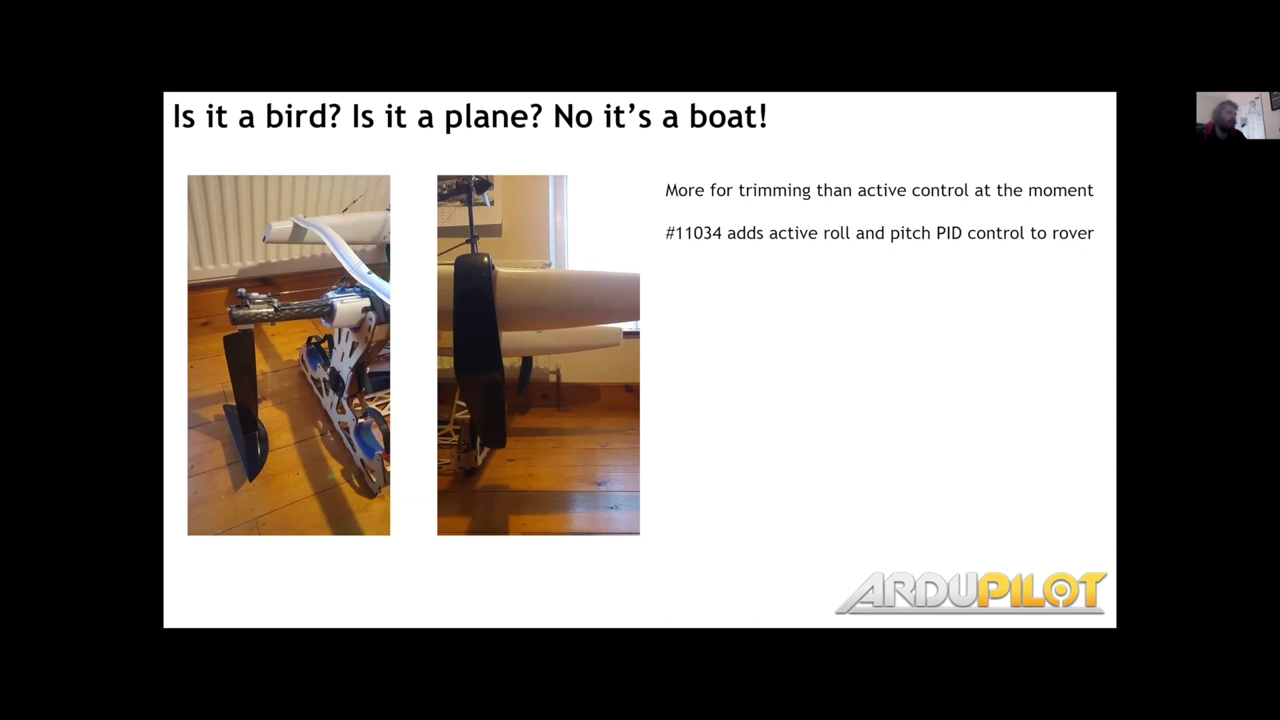 Is it a bird? Is it a plane? No it's a boat!
More for trimming than active control at the moment
#11034 adds active roll and pitch PID control to rover
ARDUPILOT